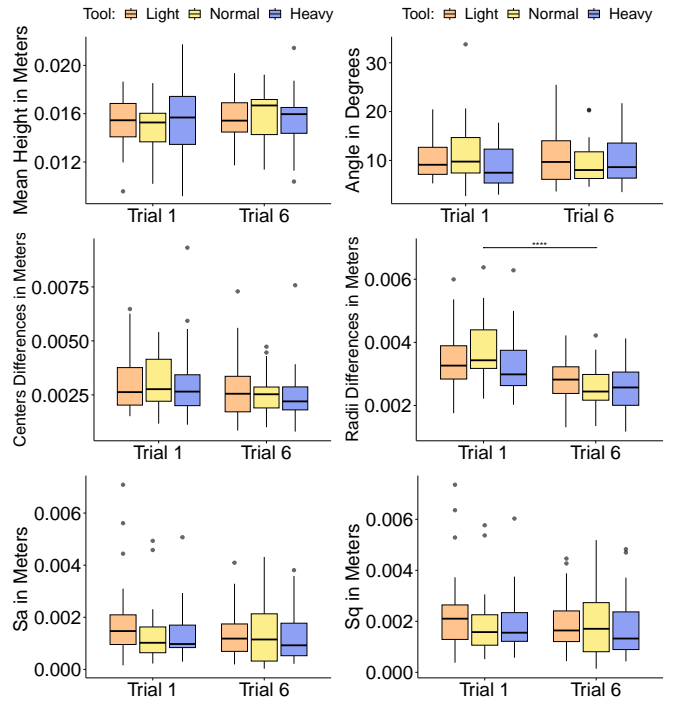 Tool: Light Normal Heavy
Mean Height in Meters
0.020
0.016
0.012
Trial 1 Trial 6
Tool: Light Normal Heavy
Angle in Degrees
30
20
10
Trial 1 Trial 6
Centers Differences in Meters
0.0075
0.0050
0.0025
Trial 1 Trial 6
Radii Differences in Meters
0.006
0.004
0.002
****
Trial 1 Trial 6
Sa in Meters
0.006
0.004
0.002
0.000
Trial 1 Trial 6
Sq in Meters
0.006
0.004
0.002
0.000
Trial 1 Trial 6